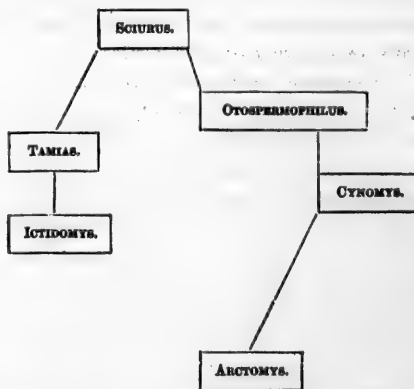 SCIURUS.
OTOSPERMOPHILUS.
TAMIAS.
CYNOMYS.
ICTIDOMYS.
ARCTOMYS.